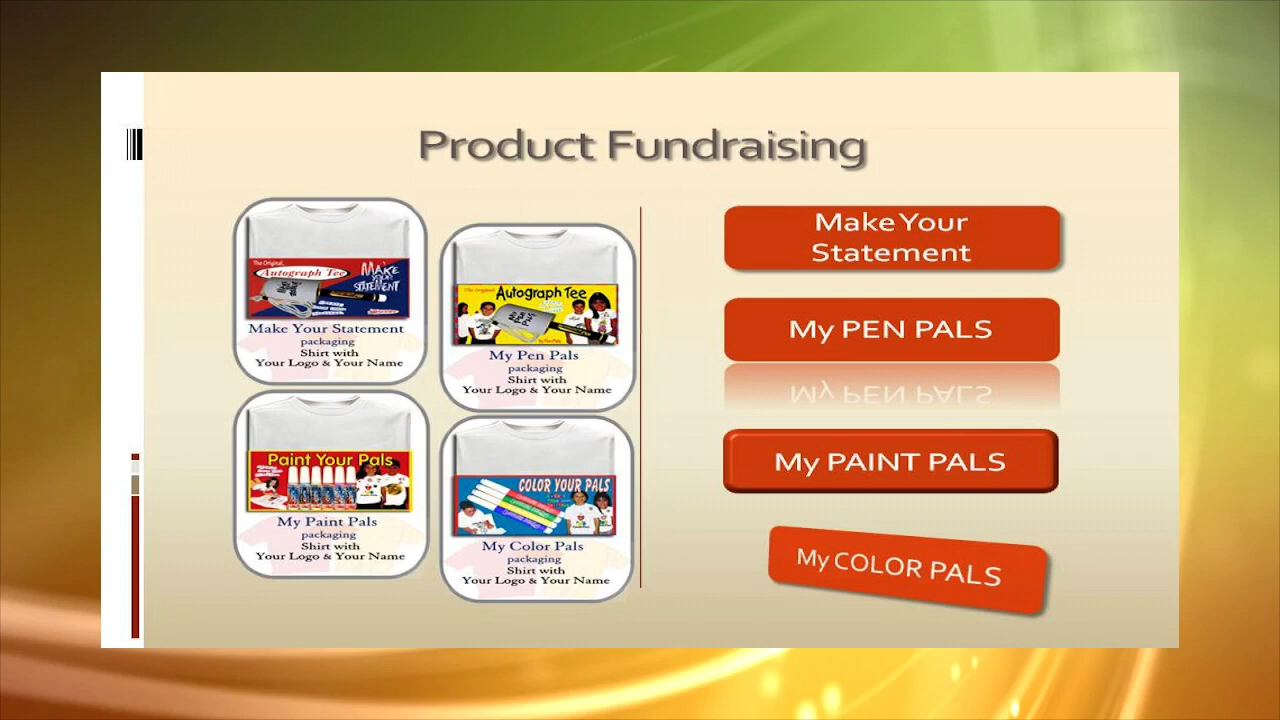 Product Fundraising
The Original...
Autograph Tee
MAKE
YOUR
STATEMENT
Make Your Statement
packaging
Shirt with
Your Logo & Your Name
The Original
Autograph Tee
My Pen Pals
packaging
Shirt with
Your Logo & Your Name
Paint Your Pals
My Paint Pals
packaging
Shirt with
Your Logo & Your Name
COLOR YOUR PALS
My Color Pals
packaging
Shirt with
Your Logo & Your Name
Make Your
Statement
My PEN PALS
My PEN PALS
My PAINT PALS
My COLOR PALS